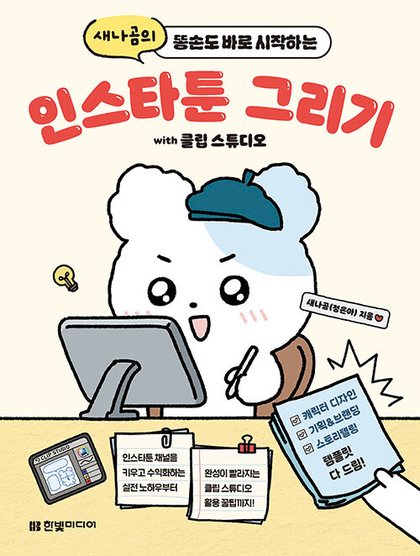 새나곰의
똥손도 바로 시작하는
인스타툰 그리기
with 클립 스튜디오
새나곰(정은아) 지음
캐릭터 디자인
기획&브랜딩
스토리텔링
템플릿
다 드림!
CLIP STUDIO
인스타툰 채널을
키우고 수익화하는
실전 노하우부터
완성이 빨라지는
클립 스튜디오
활용 꿀팁까지!
HB 한빛미디어